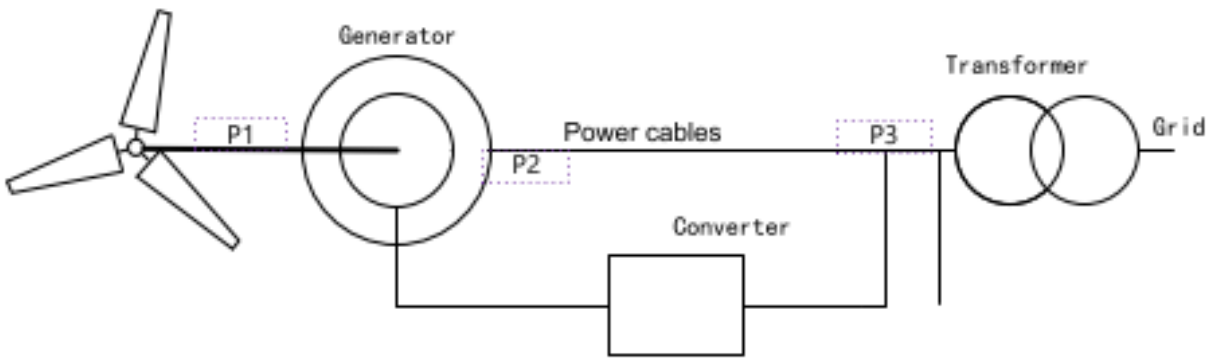 Generator
Transformer
P1
Power cables
P3
Grid
P2
Converter